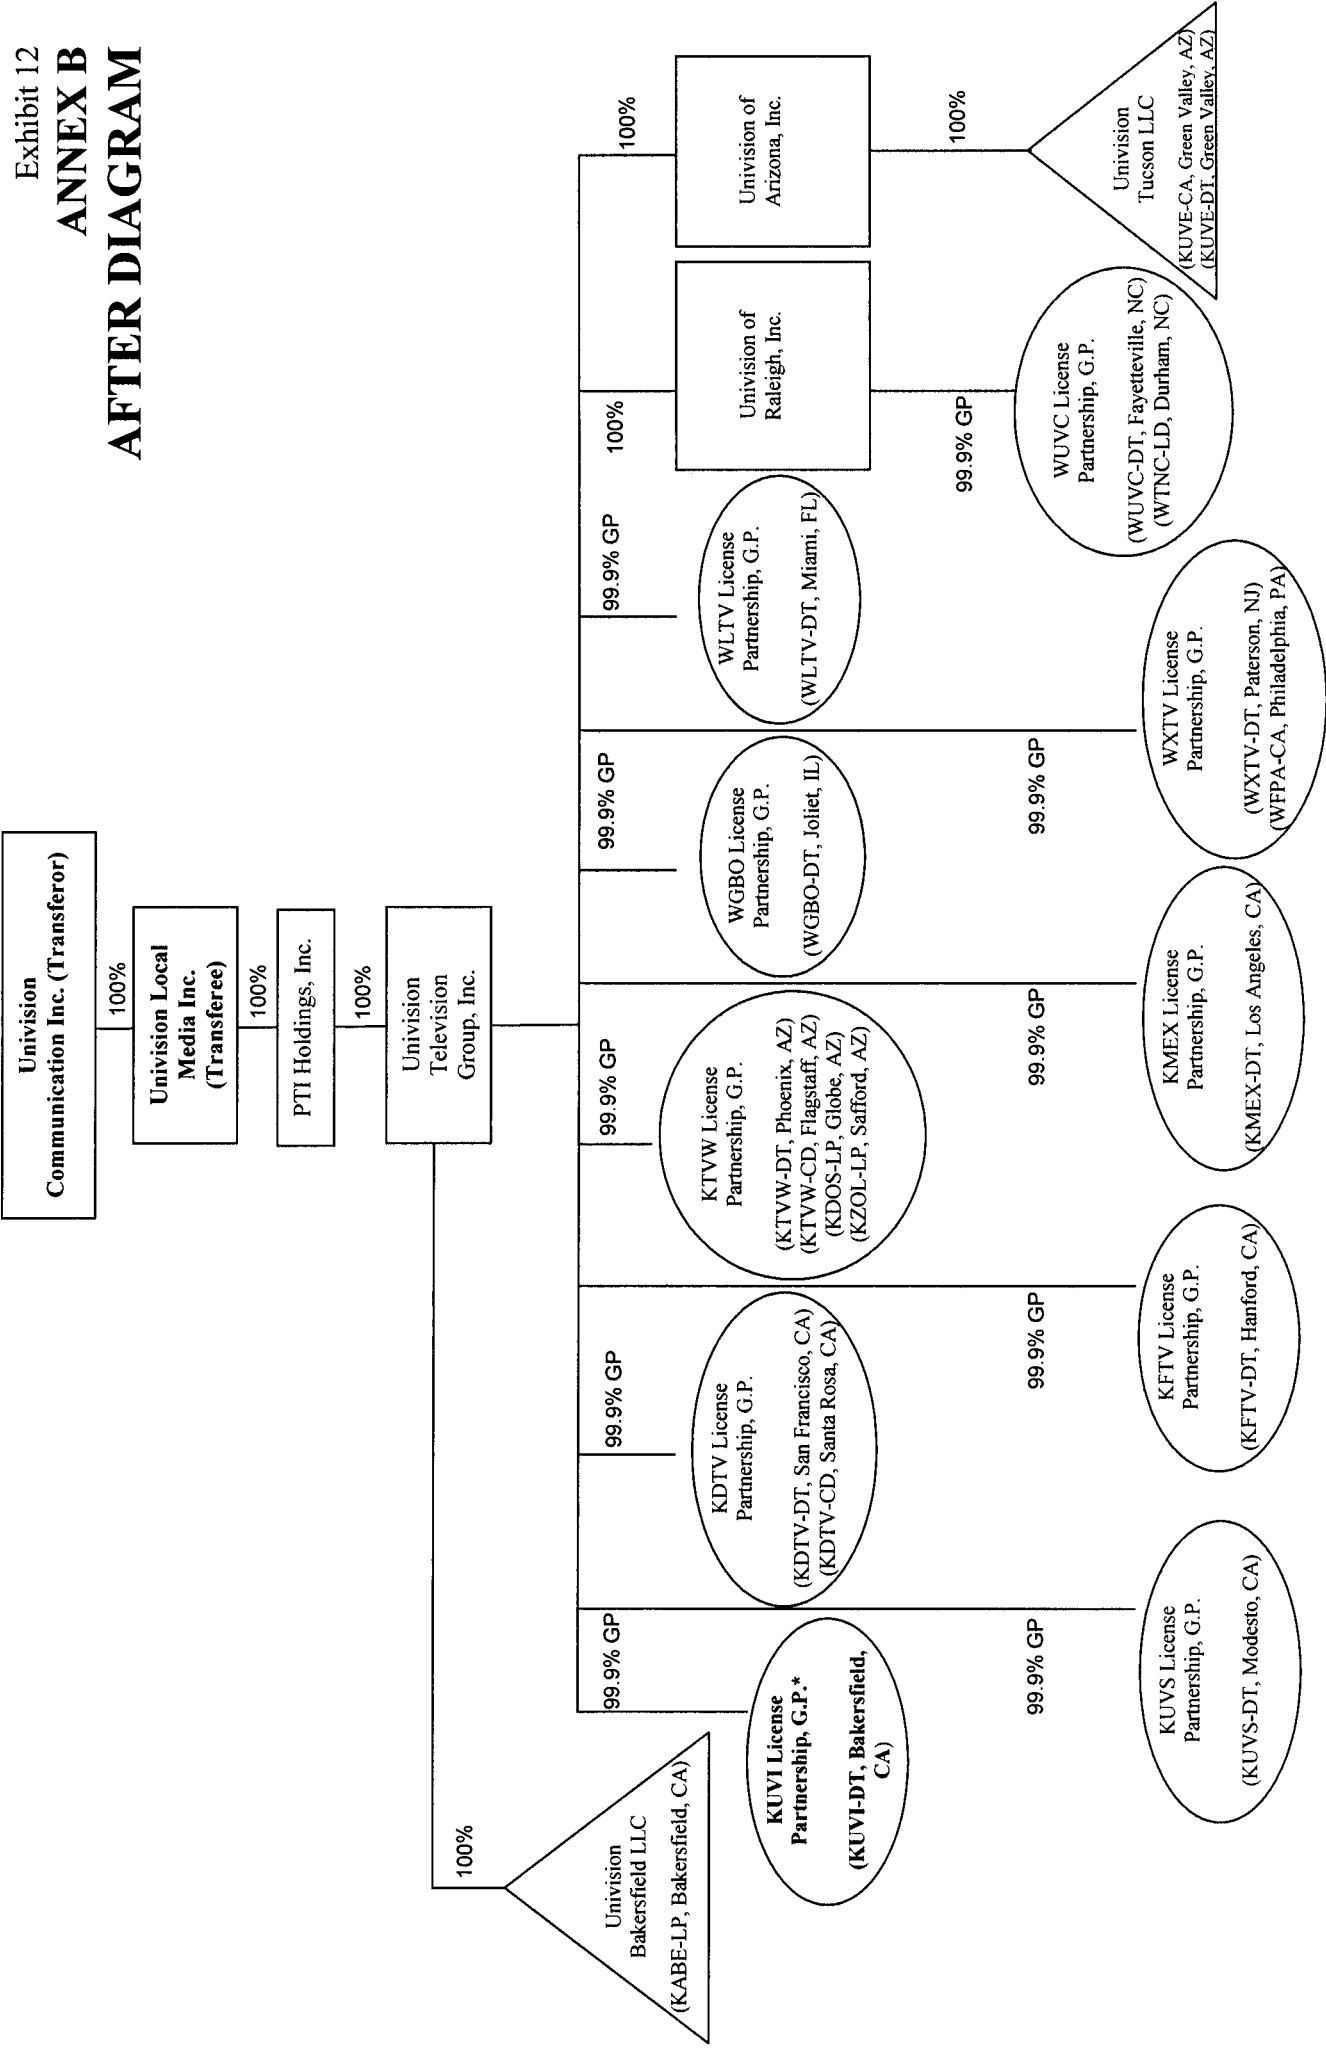 Exhibit 12
ANNEX B
AFTER DIAGRAM
Univision
Communication Inc. (Transferor)
100%
Univision Local
Media Inc.
(Transferee)
100%
PTI Holdings, Inc.
100%
Univision
Television
Group, Inc.
100%
Univision
Bakersfield LLC
(KABE-LP, Bakersfield, CA)
99.9% GP
KUVI License
Partnership, G.P.*
(KUVI-DT, Bakersfield,
CA)
99.9% GP
KDTV License
Partnership, G.P.
(KDTV-DT, San Francisco, CA)
(KDTV-CD, Santa Rosa, CA)
99.9% GP
KTVW License
Partnership, G.P.
(KTVW-DT, Phoenix, AZ)
(KTVW-CD, Flagstaff, AZ)
(KDOS-LP, Globe, AZ)
(KZOL-LP, Safford, AZ)
99.9% GP
WGBO License
Partnership, G.P.
(WGBO-DT, Joliet, IL)
99.9% GP
WLTV License
Partnership, G.P.
(WLTV-DT, Miami, FL)
100%
Univision of
Raleigh, Inc.
100%
Univision of
Arizona, Inc.
99.9% GP
KUVS License
Partnership, G.P.
(KUVS-DT, Modesto, CA)
99.9% GP
KFTV License
Partnership, G.P.
(KFTV-DT, Hanford, CA)
99.9% GP
KMEX License
Partnership, G.P.
(KMEX-DT, Los Angeles, CA)
99.9% GP
WXTV License
Partnership, G.P.
(WXTV-DT, Paterson, NJ)
(WFPA-CA, Philadelphia, PA)
99.9% GP
WUVC License
Partnership, G.P.
(WUVC-DT, Fayetteville, NC)
(WTNC-LD, Durham, NC)
100%
Univision
Tucson LLC
(KUVE-CA, Green Valley, AZ)
(KUVE-DT, Green Valley, AZ)